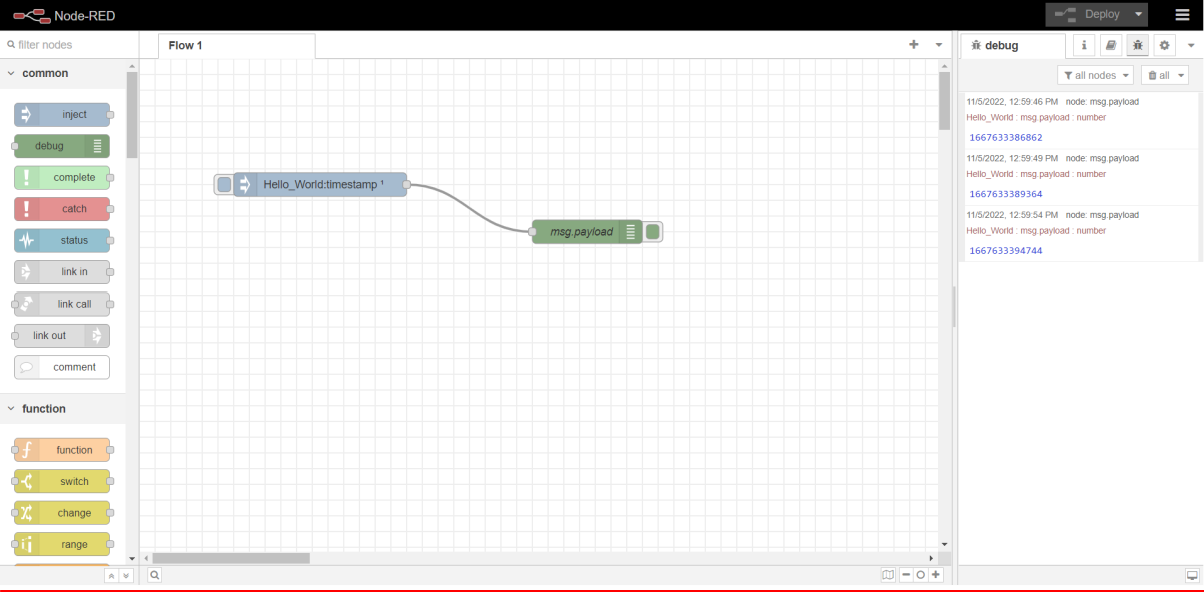 Node-RED
Deploy
filter nodes
Flow 1
debug
i
all nodes
all
common
inject
debug
complete
catch
status
link in
link call
link out
comment
function
function
switch
change
range
Hello_World:timestamp ¹
msg.payload
11/5/2022, 12:59:46 PM node: msg.payload
Hello_World : msg.payload : number
1667633386862
11/5/2022, 12:59:49 PM node: msg.payload
Hello_World : msg.payload : number
1667633389364
11/5/2022, 12:59:54 PM node: msg.payload
Hello_World : msg.payload : number
1667633394744